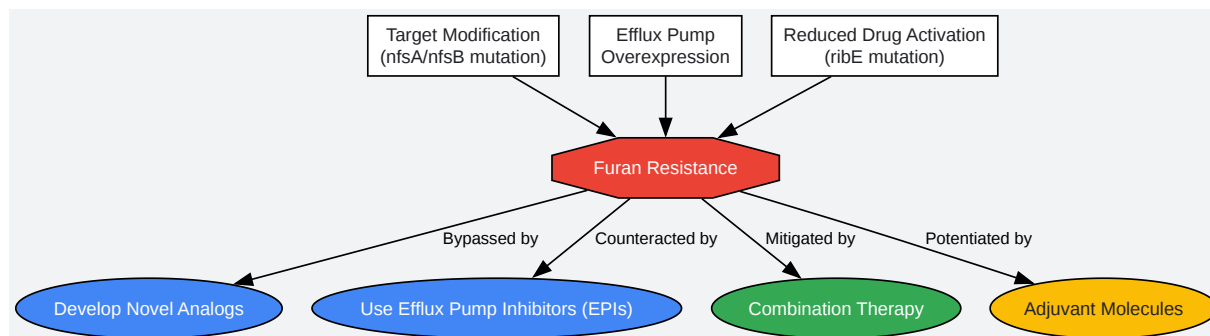 Target Modification
(nfsA/nfsB mutation)
Efflux Pump
Overexpression
Reduced Drug Activation
(ribE mutation)
Furan Resistance
Bypassed by
Counteracted by
Mitigated by
Potentiated by
Develop Novel Analogs
Use Efflux Pump Inhibitors (EPIs)
Combination Therapy
Adjuvant Molecules